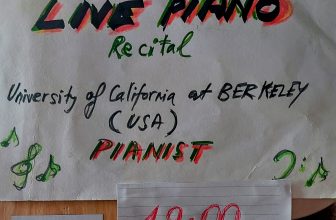 LIVE PIANO
Recital
University of California at BERKELEY
(USA)
PIANIST